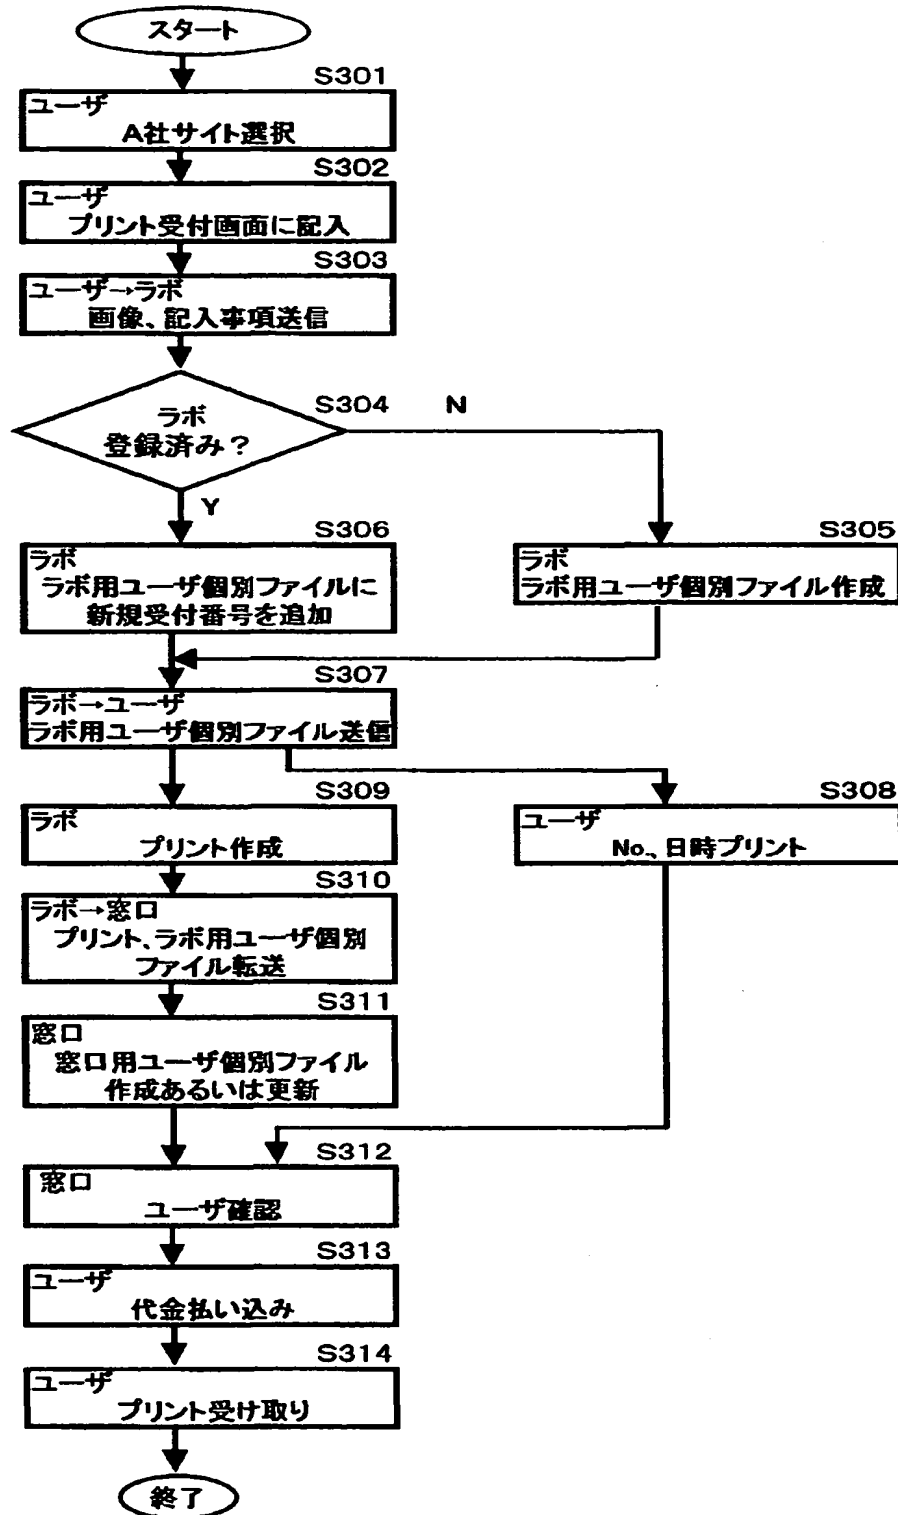 スタート
S301
ユーザ
A社サイト選択
S302
ユーザ
プリント受付画面に記入
S303
ユーザ→ラボ
画像、記入事項送信
S304
N
ラボ
登録済み？
Y
S306
ラボ
ラボ用ユーザ個別ファイルに
新規受付番号を追加
S305
ラボ
ラボ用ユーザ個別ファイル作成
S307
ラボ→ユーザ
ラボ用ユーザ個別ファイル送信
S309
ラボ
プリント作成
S308
ユーザ
No.、日時プリント
S310
ラボ→窓口
プリント、ラボ用ユーザ個別
ファイル転送
S311
窓口
窓口用ユーザ個別ファイル
作成あるいは更新
S312
窓口
ユーザ確認
S313
ユーザ
代金払い込み
S314
ユーザ
プリント受け取り
終了